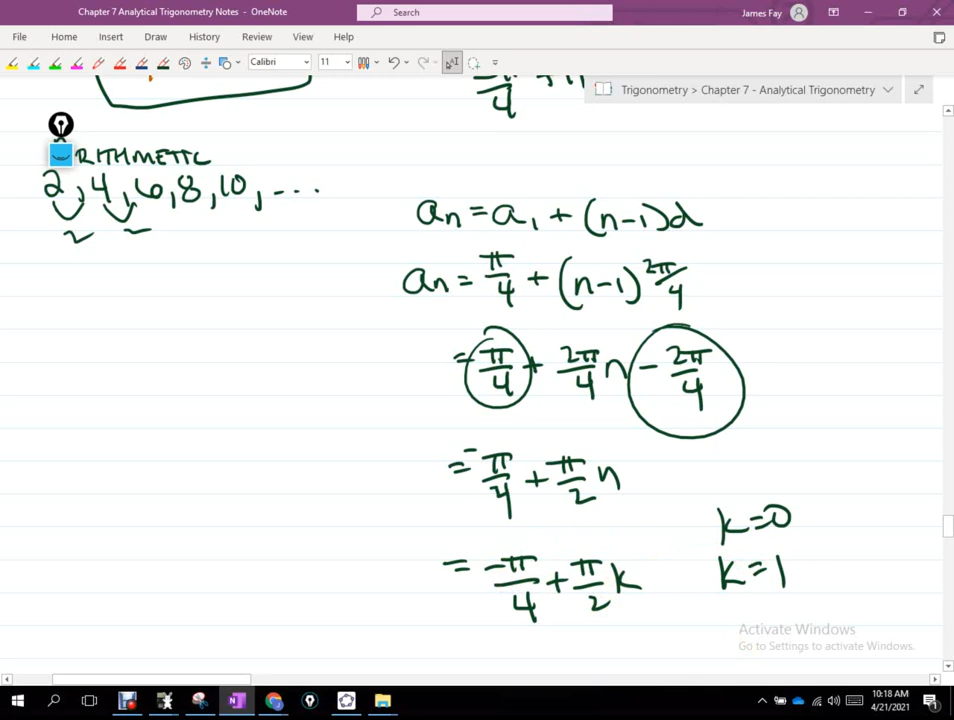 Chapter 7 Analytical Trigonometry Notes - OneNote
Search
James Fay
File Home Insert Draw History Review View Help
Calibri 11
Trigonometry > Chapter 7 - Analytical Trigonometry
-π/4 +
RITHMETIC
2, 4, 6, 8, 10, ...
2 2
an = a1 + (n-1)d
an = π/4 + (n-1) 2π/4
= π/4 + 2π/4 n - 2π/4
= -π/4 + π/2 n
k=0
= -π/4 + π/2 k
k=1
Activate Windows
Go to Settings to activate Windows.
10:18 AM
4/21/2021